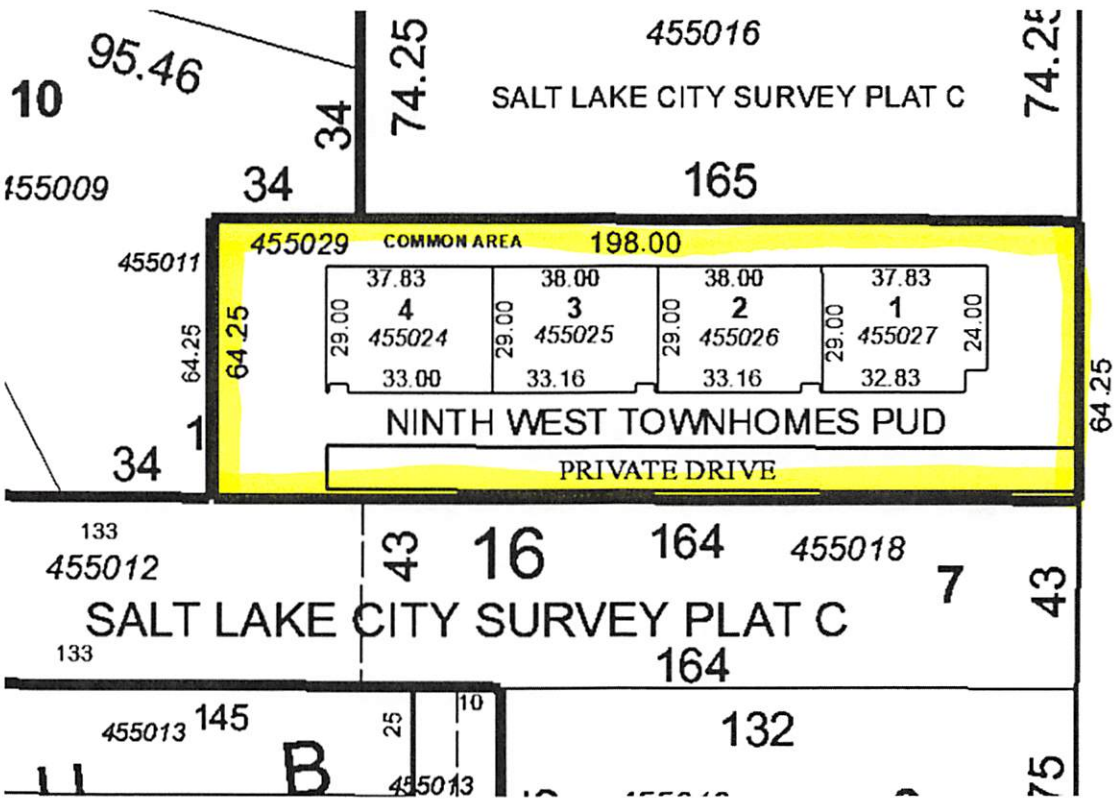 95.46
10
34
74.25
455016
SALT LAKE CITY SURVEY PLAT C
34
165
455009
455029 COMMON AREA 198.00
455011
37.83 38.00 38.00 37.83
4 3 2 1
29.00 455024 29.00 455025 29.00 455026 29.00 455027 24.00
64.25 64.25
33.00 33.16 33.16 32.83
64.25
NINTH WEST TOWNHOMES PUD
1
34
PRIVATE DRIVE
133
455012
43
16
164
455018
7
43
SALT LAKE CITY SURVEY PLAT C
133
164
10
455013 145
25
132
B
455013
75